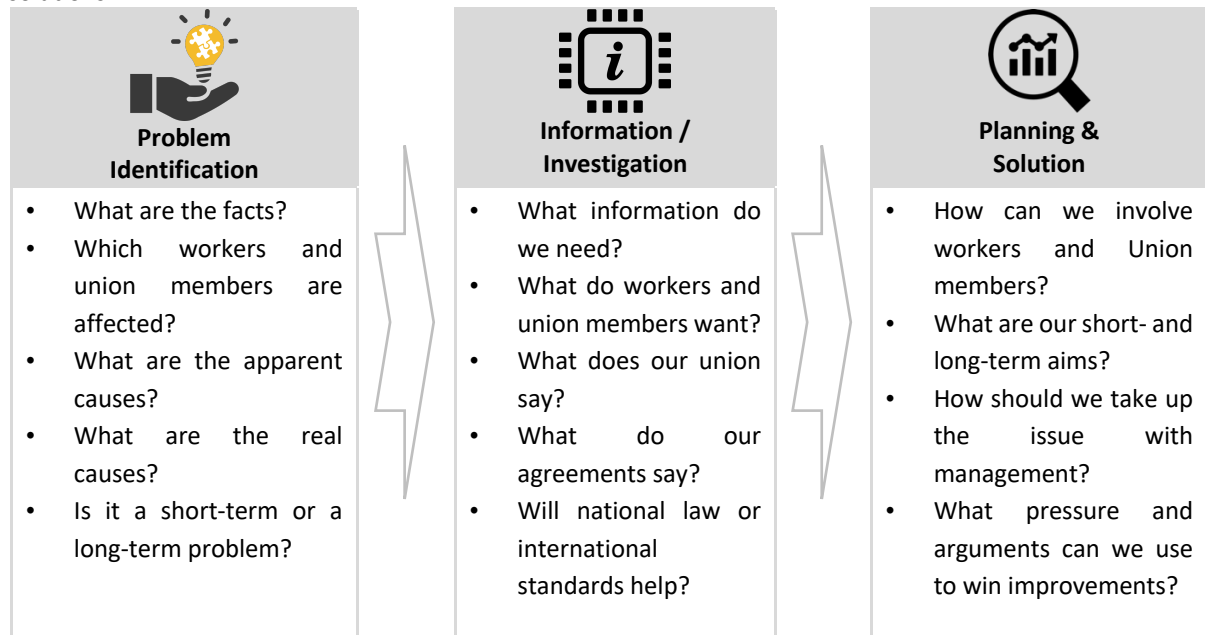 Problem
Identification
• What are the facts?
• Which workers and
union members are
affected?
• What are the apparent
causes?
• What are the real
causes?
• Is it a short-term or a
long-term problem?
i
Information /
Investigation
• What information do
we need?
• What do workers and
union members want?
• What does our union
say?
• What do our
agreements say?
• Will national law or
international
standards help?
Planning &
Solution
• How can we involve
workers and Union
members?
• What are our short- and
long-term aims?
• How should we take up
the issue with
management?
• What pressure and
arguments can we use
to win improvements?